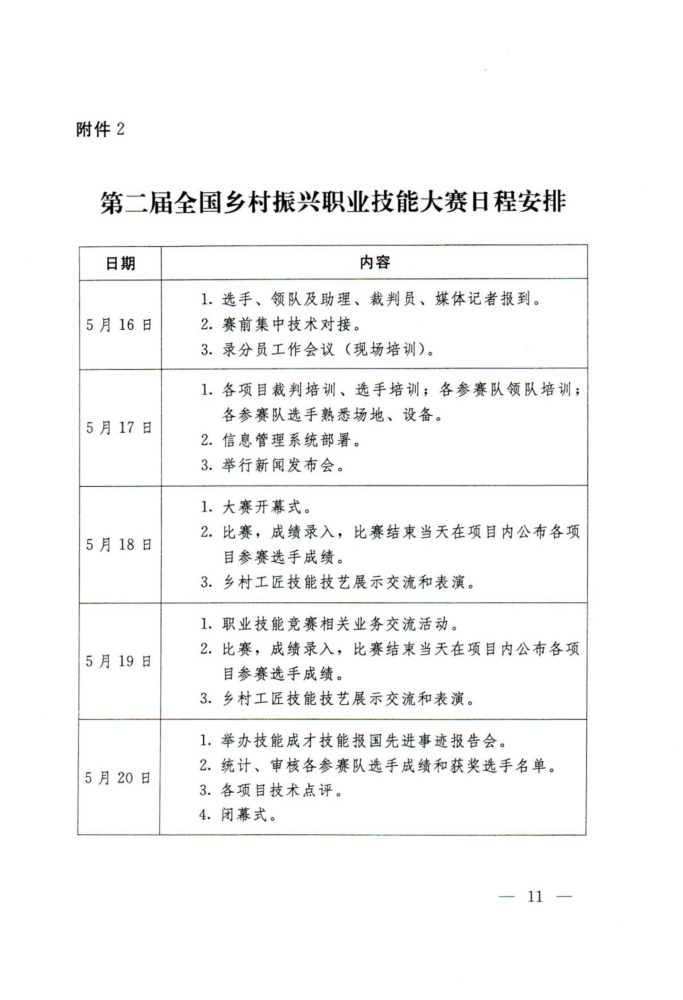 附件 2
第二届全国乡村振兴职业技能大赛日程安排
日期
内容
5 月 16 日
1. 选手、领队及助理、裁判员、媒体记者报到。
2. 赛前集中技术对接。
3. 录分员工作会议（现场培训）。
5 月 17 日
1. 各项目裁判培训、选手培训；各参赛队领队培训；
各参赛队选手熟悉场地、设备。
2. 信息管理系统部署。
3. 举行新闻发布会。
5 月 18 日
1. 大赛开幕式。
2. 比赛，成绩录入，比赛结束当天在项目内公布各项
目参赛选手成绩。
3. 乡村工匠技能技艺展示交流和表演。
5 月 19 日
1. 职业技能竞赛相关业务交流活动。
2. 比赛，成绩录入，比赛结束当天在项目内公布各项
目参赛选手成绩。
3. 乡村工匠技能技艺展示交流和表演。
5 月 20 日
1. 举办技能成才技能报国先进事迹报告会。
2. 统计、审核各参赛队选手成绩和获奖选手名单。
3. 各项目技术点评。
4. 闭幕式。
— 11 —